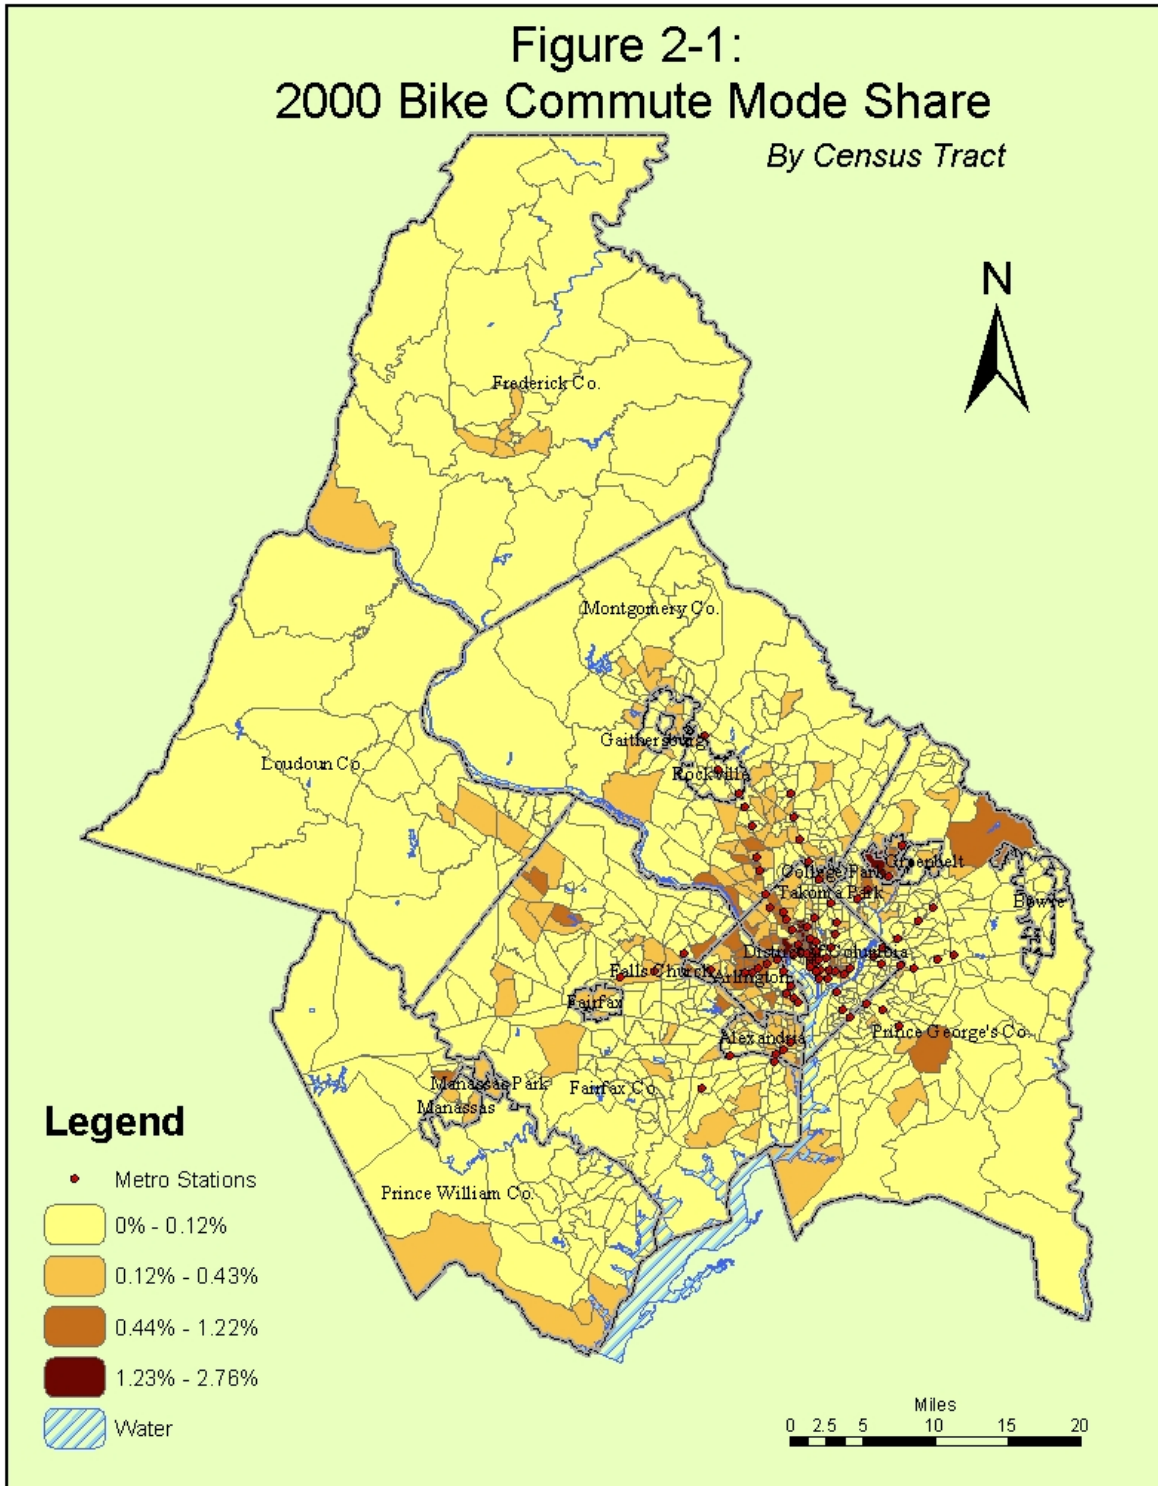 Figure 2-1:
2000 Bike Commute Mode Share
By Census Tract
N
Frederick Co.
Montgomery Co.
Gaithersburg
Loudoun Co.
Rockville
Greenbelt
College Park
Takoma Park
Bowie
District of Columbia
Falls Church
Arlington
Fairfax
Prince George's Co.
Alexandria
Manassas Park
Fairfax Co.
Manassas
Prince William Co.
Legend
Metro Stations
0% - 0.12%
0.12% - 0.43%
0.44% - 1.22%
1.23% - 2.76%
Water
Miles
0 2.5 5 10 15 20